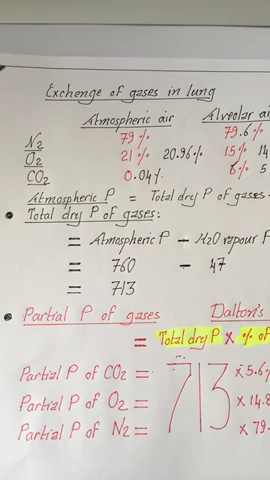 Exchenge of gases in lung
Atmospheric air Alveolar ai
N2 79% 79.6%
O2 21% 20.96% 15% 14
CO2 0.04% 6% 5
Atmospheric P = Total dry P of gases
• Total dry P of gases:
= Atmospheric P - H2O vapour P
= 760 - 47
= 713
• Partial P of gases Dalton's
= Total dry P x % of
Partial P of CO2 = 713 x 5.6%
Partial P of O2 = x 14.8
Partial P of N2 = x 79.